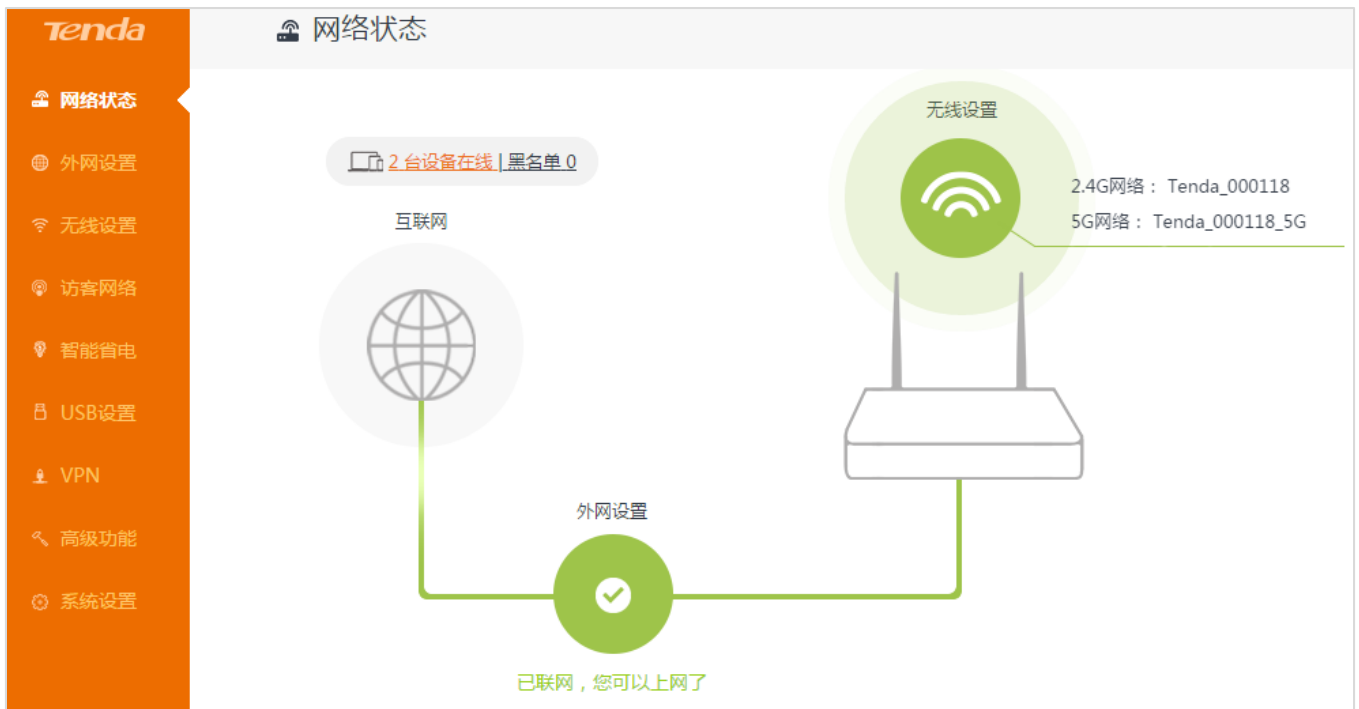 Tenda
网络状态
网络状态
外网设置
无线设置
访客网络
智能省电
USB设置
VPN
高级功能
系统设置
无线设置
2 台设备在线 | 黑名单 0
2.4G网络： Tenda_000118
5G网络： Tenda_000118_5G
互联网
外网设置
已联网，您可以上网了